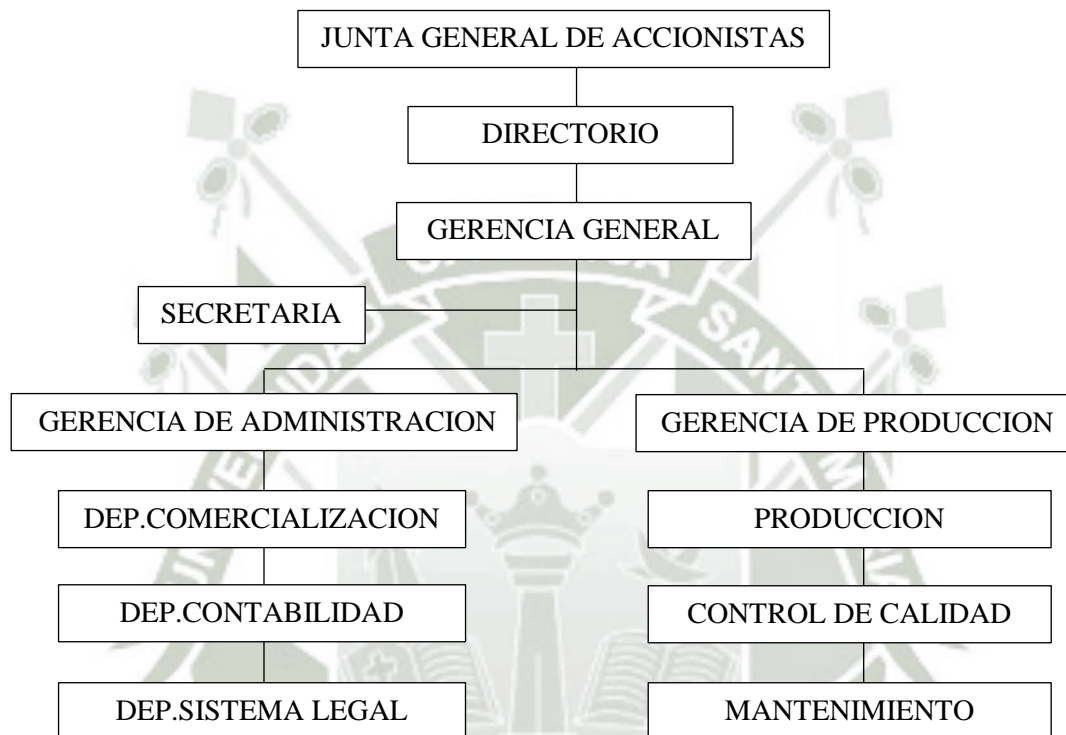 JUNTA GENERAL DE ACCIONISTAS
DIRECTORIO
GERENCIA GENERAL
SECRETARIA
GERENCIA DE ADMINISTRACION
GERENCIA DE PRODUCCION
DEP.COMERCIALIZACION
PRODUCCION
DEP.CONTABILIDAD
CONTROL DE CALIDAD
DEP.SISTEMA LEGAL
MANTENIMIENTO